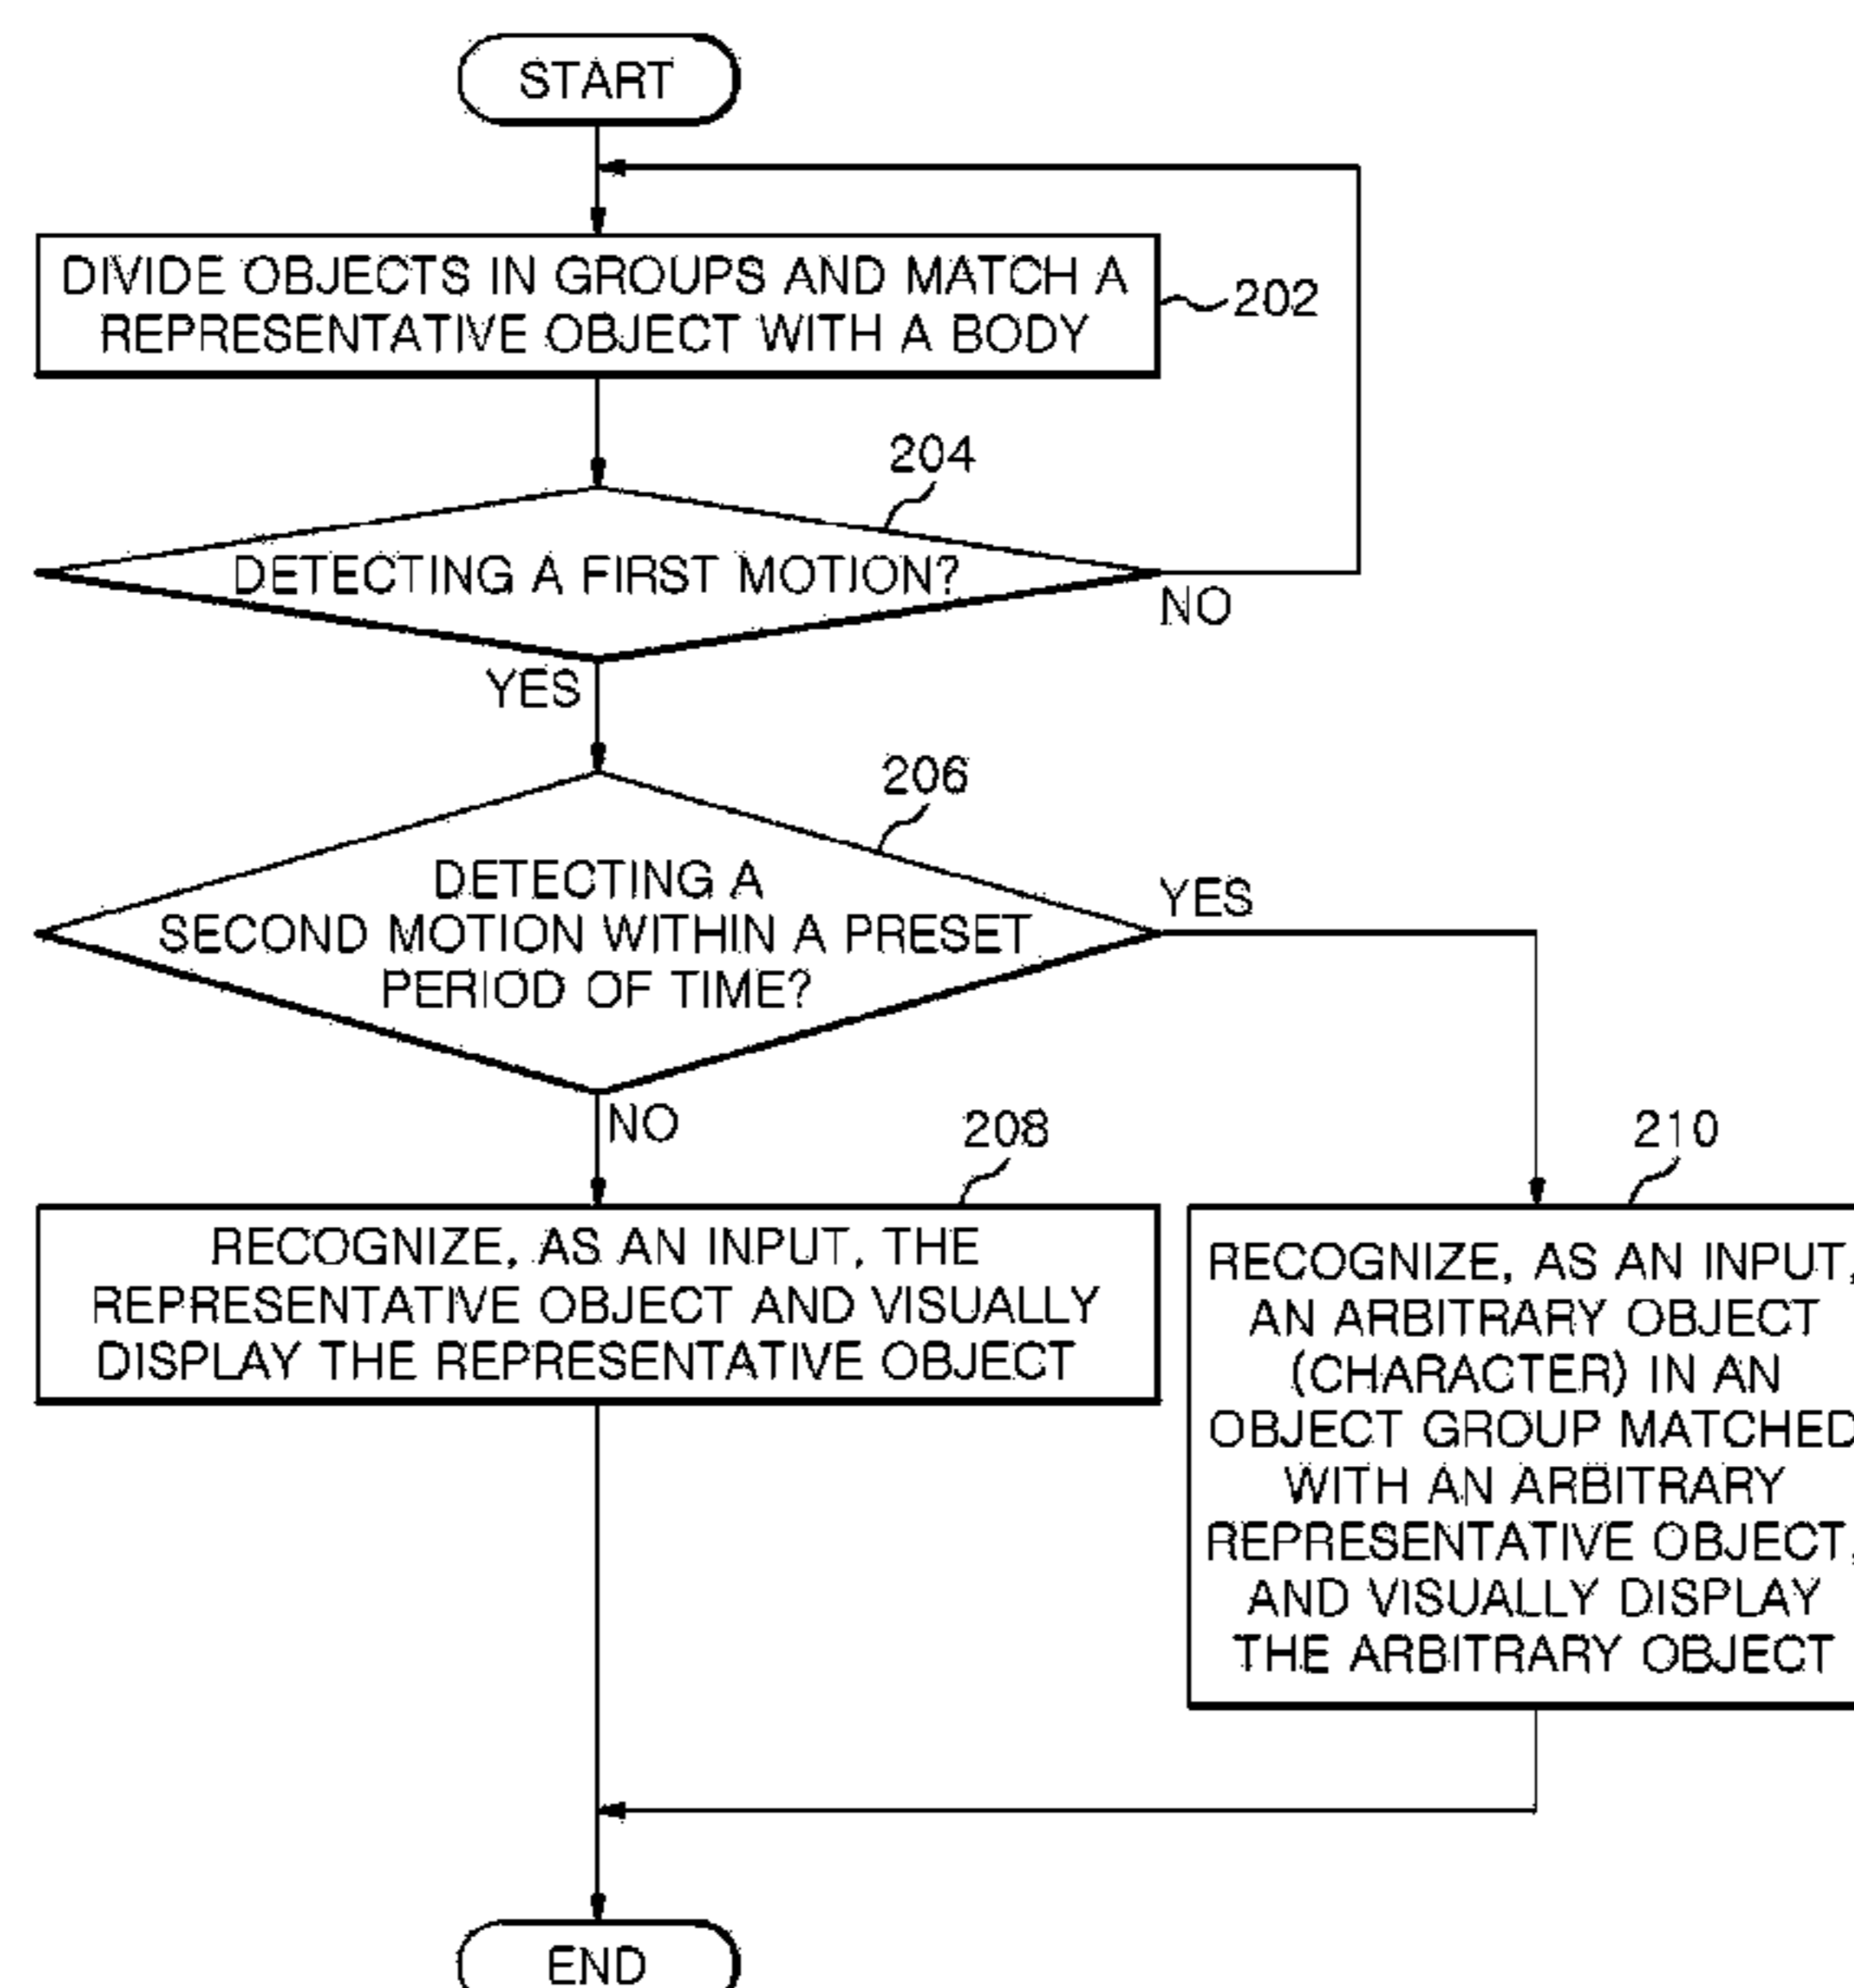 START
DIVIDE OBJECTS IN GROUPS AND MATCH A
REPRESENTATIVE OBJECT WITH A BODY
202
204
DETECTING A FIRST MOTION?
NO
YES
206
DETECTING A
SECOND MOTION WITHIN A PRESET
PERIOD OF TIME?
YES
NO
208
RECOGNIZE, AS AN INPUT, THE
REPRESENTATIVE OBJECT AND VISUALLY
DISPLAY THE REPRESENTATIVE OBJECT
210
RECOGNIZE, AS AN INPUT,
AN ARBITRARY OBJECT
(CHARACTER) IN AN
OBJECT GROUP MATCHED
WITH AN ARBITRARY
REPRESENTATIVE OBJECT,
AND VISUALLY DISPLAY
THE ARBITRARY OBJECT
END